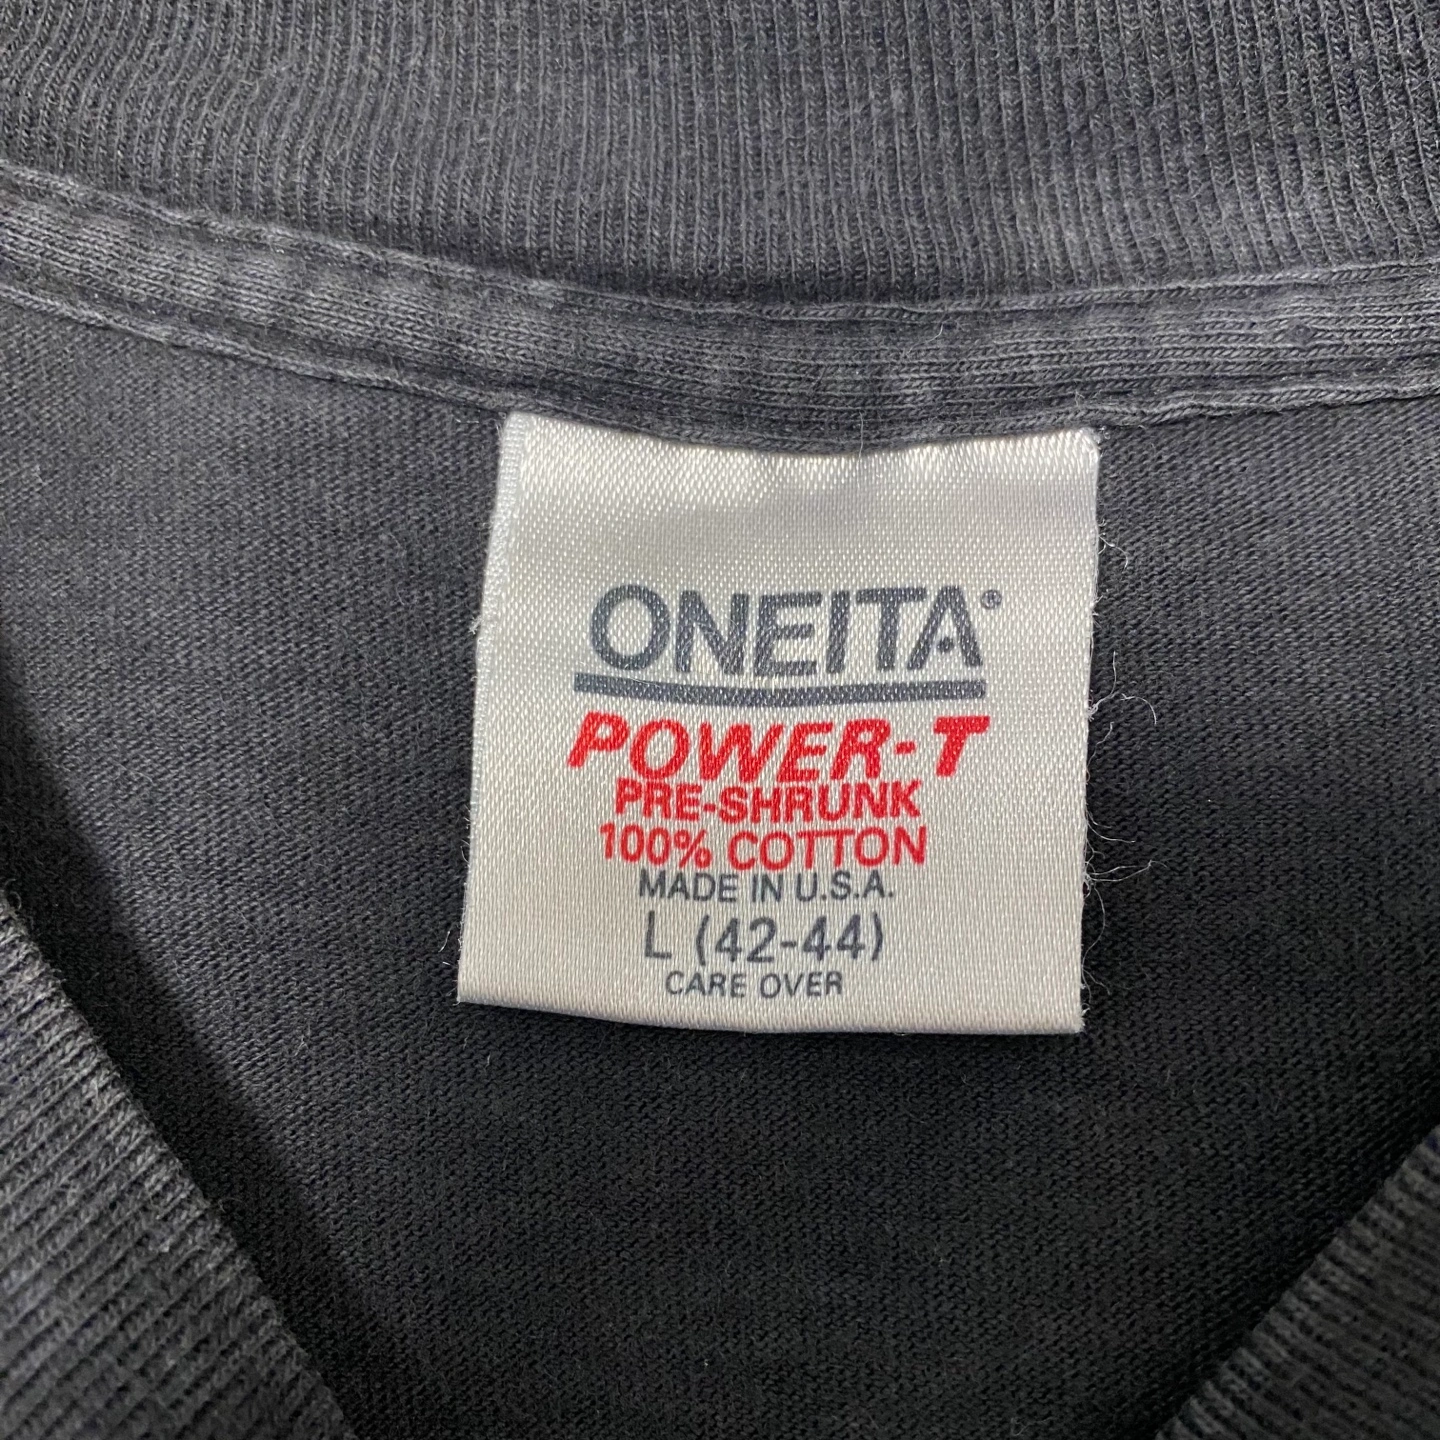 ONEITA®
POWER-T
PRE-SHRUNK
100% COTTON
MADE IN U.S.A.
L (42-44)
CARE OVER